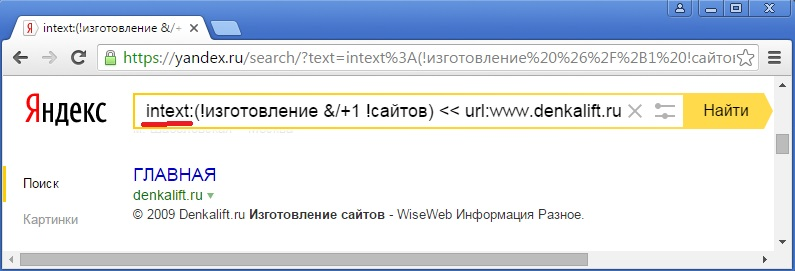 intext:(!изготовление &/+
https://yandex.ru/search/?text=intext%3A(!изготовление%20%26%2F%2B1%20!сайтов
Яндекс
intext:(!изготовление &/+1 !сайтов) << url:www.denkalift.ru
Найти
ГЛАВНАЯ
Поиск
denkalift.ru
Картинки
© 2009 Denkalift.ru Изготовление сайтов - WiseWeb Информация Разное.